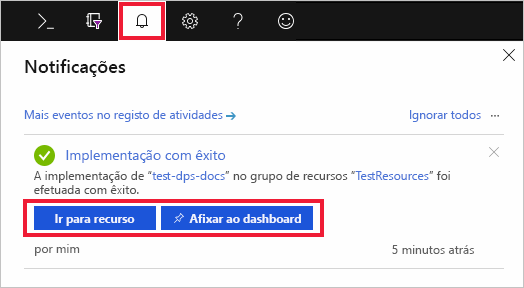 Notificações
Mais eventos no registo de atividades → Ignorar todos ...
Implementação com êxito
A implementação de “test-dps-docs” no grupo de recursos “TestResources” foi
efetuada com êxito.
Ir para recurso Afixar ao dashboard
por mim 5 minutos atrás